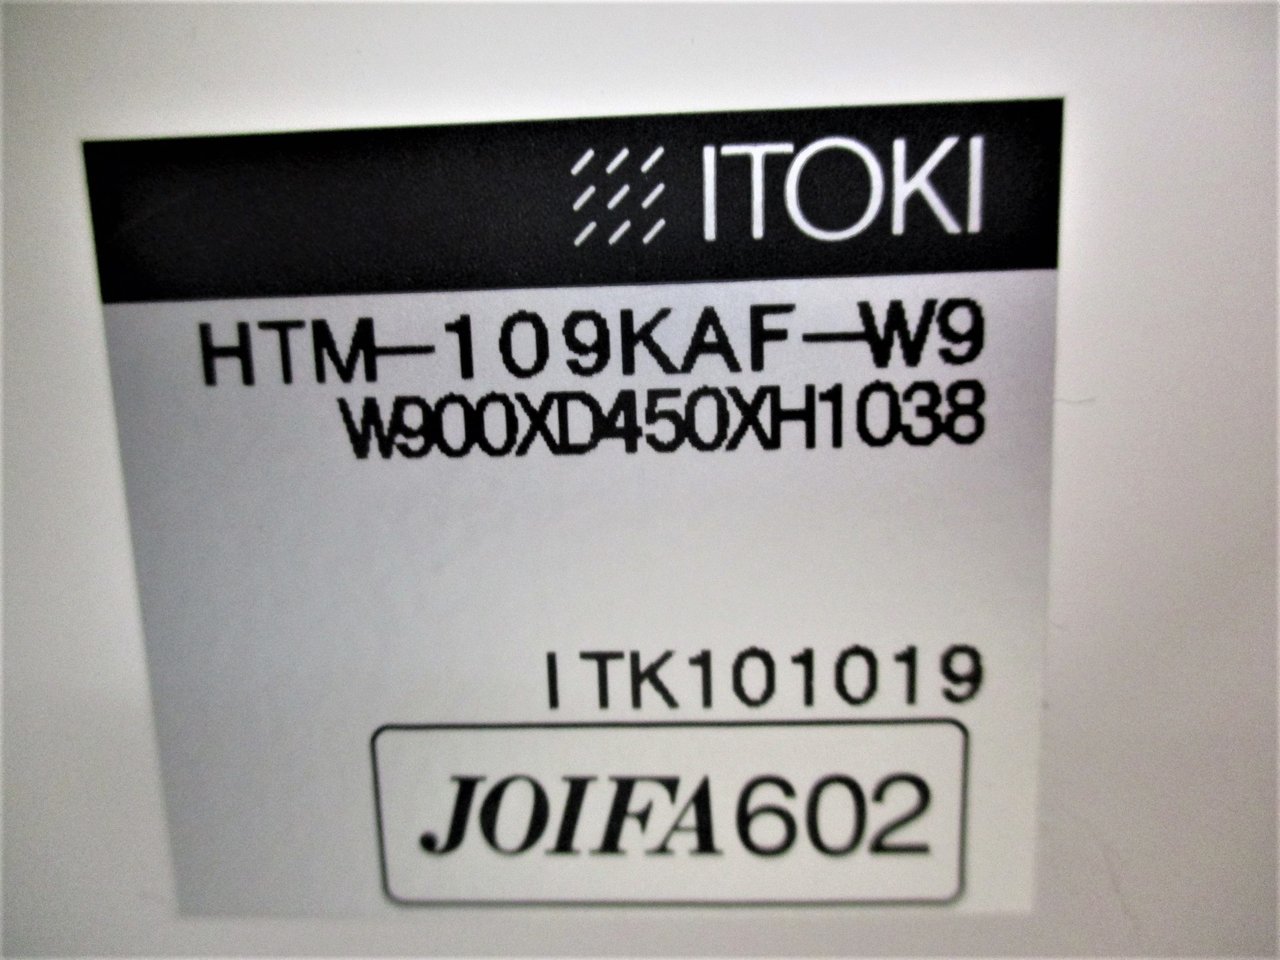 ITOKI
HTM-109KAF-W9
W900XD450XH1038
ITK101019
JOIFA602